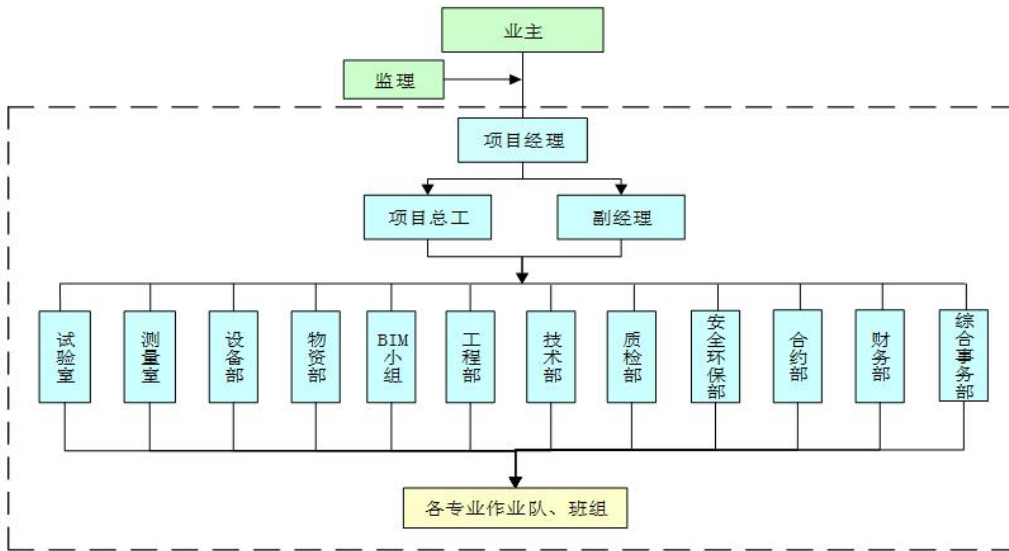 业主
监理
项目经理
项目总工
副经理
试验室
测量室
设备部
物资部
BIM小组
工程部
技术部
质检部
安全环保部
合约部
财务部
综合事务部
各专业作业队、班组